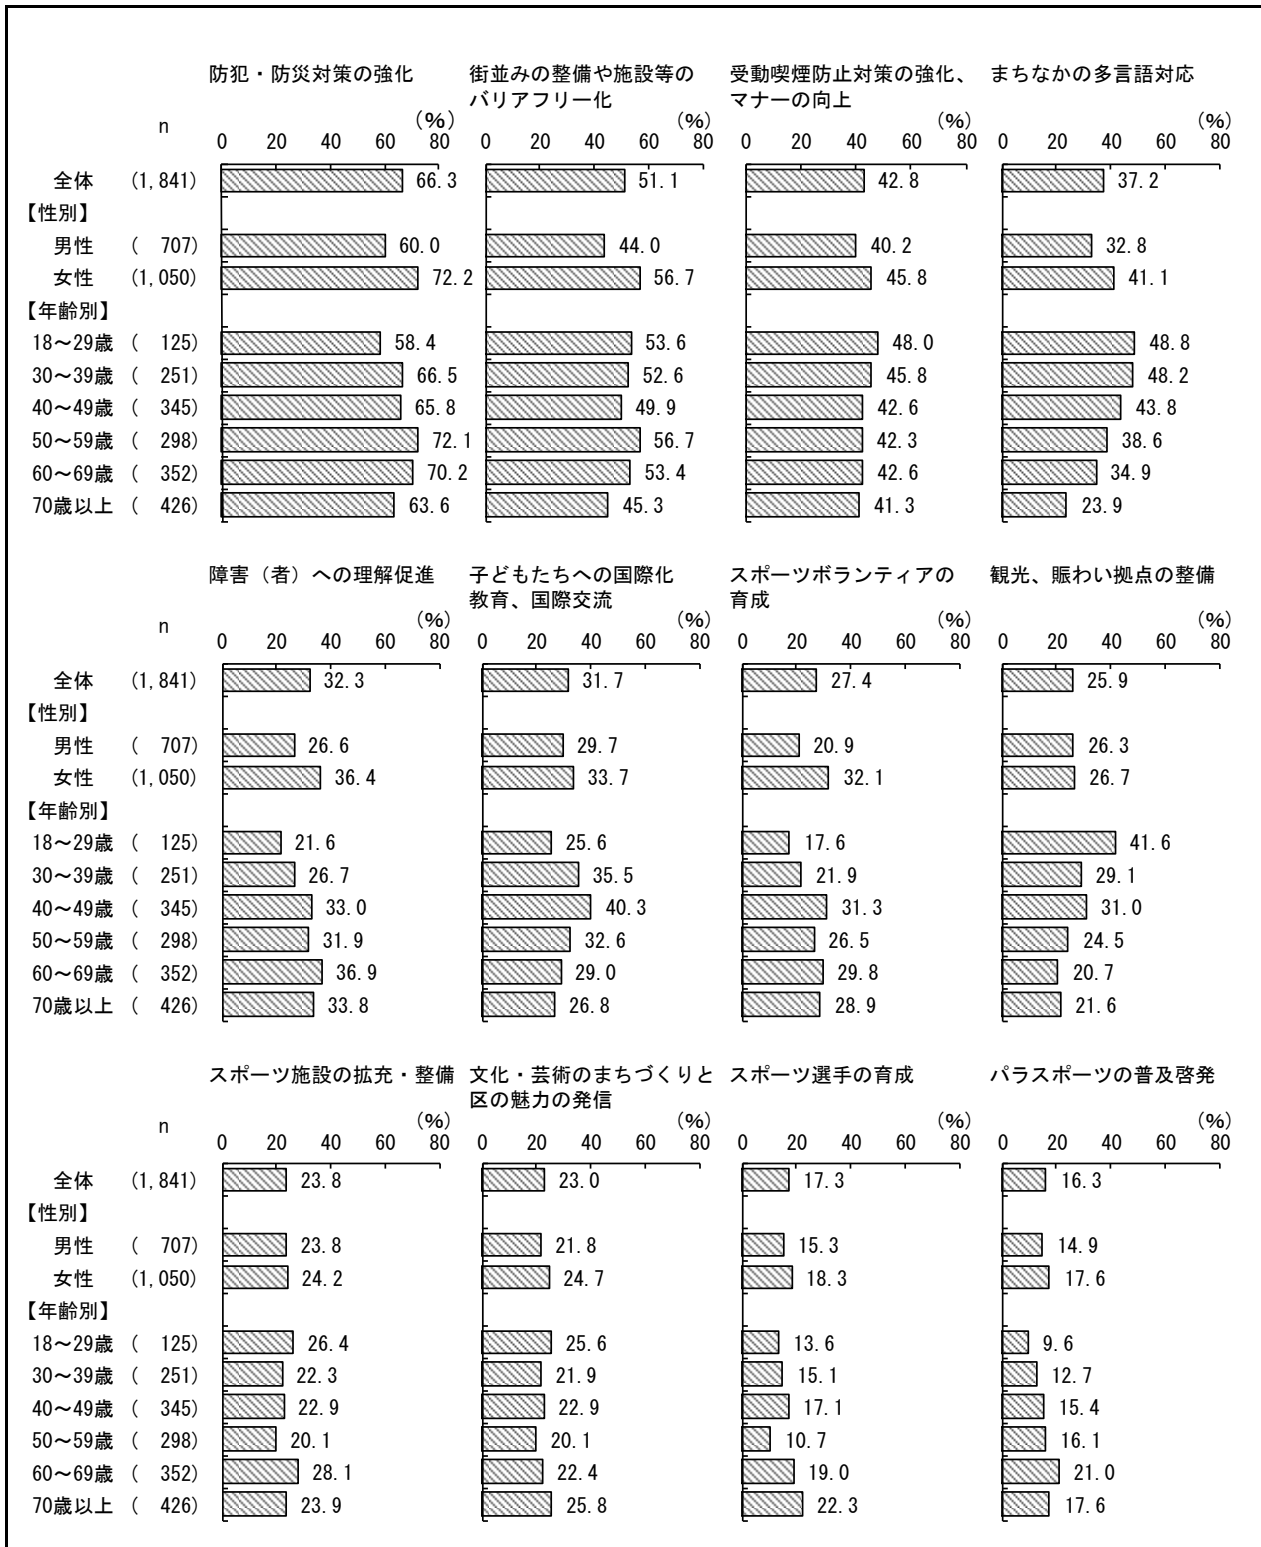 防犯・防災対策の強化 街並みの整備や施設等の 受動喫煙防止対策の強化、 まちなかの多言語対応
バリアフリー化 マナーの向上
n (%) (%) (%) (%)
0 20 40 60 80 0 20 40 60 80 0 20 40 60 80 0 20 40 60 80
全体 (1,841) 66.3 51.1 42.8 37.2
【性別】
男性 ( 707) 60.0 44.0 40.2 32.8
女性 (1,050) 72.2 56.7 45.8 41.1
【年齢別】
18～29歳 ( 125) 58.4 53.6 48.0 48.8
30～39歳 ( 251) 66.5 52.6 45.8 48.2
40～49歳 ( 345) 65.8 49.9 42.6 43.8
50～59歳 ( 298) 72.1 56.7 42.3 38.6
60～69歳 ( 352) 70.2 53.4 42.6 34.9
70歳以上 ( 426) 63.6 45.3 41.3 23.9
障害（者）への理解促進 子どもたちへの国際化 スポーツボランティアの 観光、賑わい拠点の整備
教育、国際交流 育成
n (%) (%) (%) (%)
0 20 40 60 80 0 20 40 60 80 0 20 40 60 80 0 20 40 60 80
全体 (1,841) 32.3 31.7 27.4 25.9
【性別】
男性 ( 707) 26.6 29.7 20.9 26.3
女性 (1,050) 36.4 33.7 32.1 26.7
【年齢別】
18～29歳 ( 125) 21.6 25.6 17.6 41.6
30～39歳 ( 251) 26.7 35.5 21.9 29.1
40～49歳 ( 345) 33.0 40.3 31.3 31.0
50～59歳 ( 298) 31.9 32.6 26.5 24.5
60～69歳 ( 352) 36.9 29.0 29.8 20.7
70歳以上 ( 426) 33.8 26.8 28.9 21.6
スポーツ施設の拡充・整備 文化・芸術のまちづくりと スポーツ選手の育成 パラスポーツの普及啓発
区の魅力の発信
n (%) (%) (%) (%)
0 20 40 60 80 0 20 40 60 80 0 20 40 60 80 0 20 40 60 80
全体 (1,841) 23.8 23.0 17.3 16.3
【性別】
男性 ( 707) 23.8 21.8 15.3 14.9
女性 (1,050) 24.2 24.7 18.3 17.6
【年齢別】
18～29歳 ( 125) 26.4 25.6 13.6 9.6
30～39歳 ( 251) 22.3 21.9 15.1 12.7
40～49歳 ( 345) 22.9 22.9 17.1 15.4
50～59歳 ( 298) 20.1 20.1 10.7 16.1
60～69歳 ( 352) 28.1 22.4 19.0 21.0
70歳以上 ( 426) 23.9 25.8 22.3 17.6